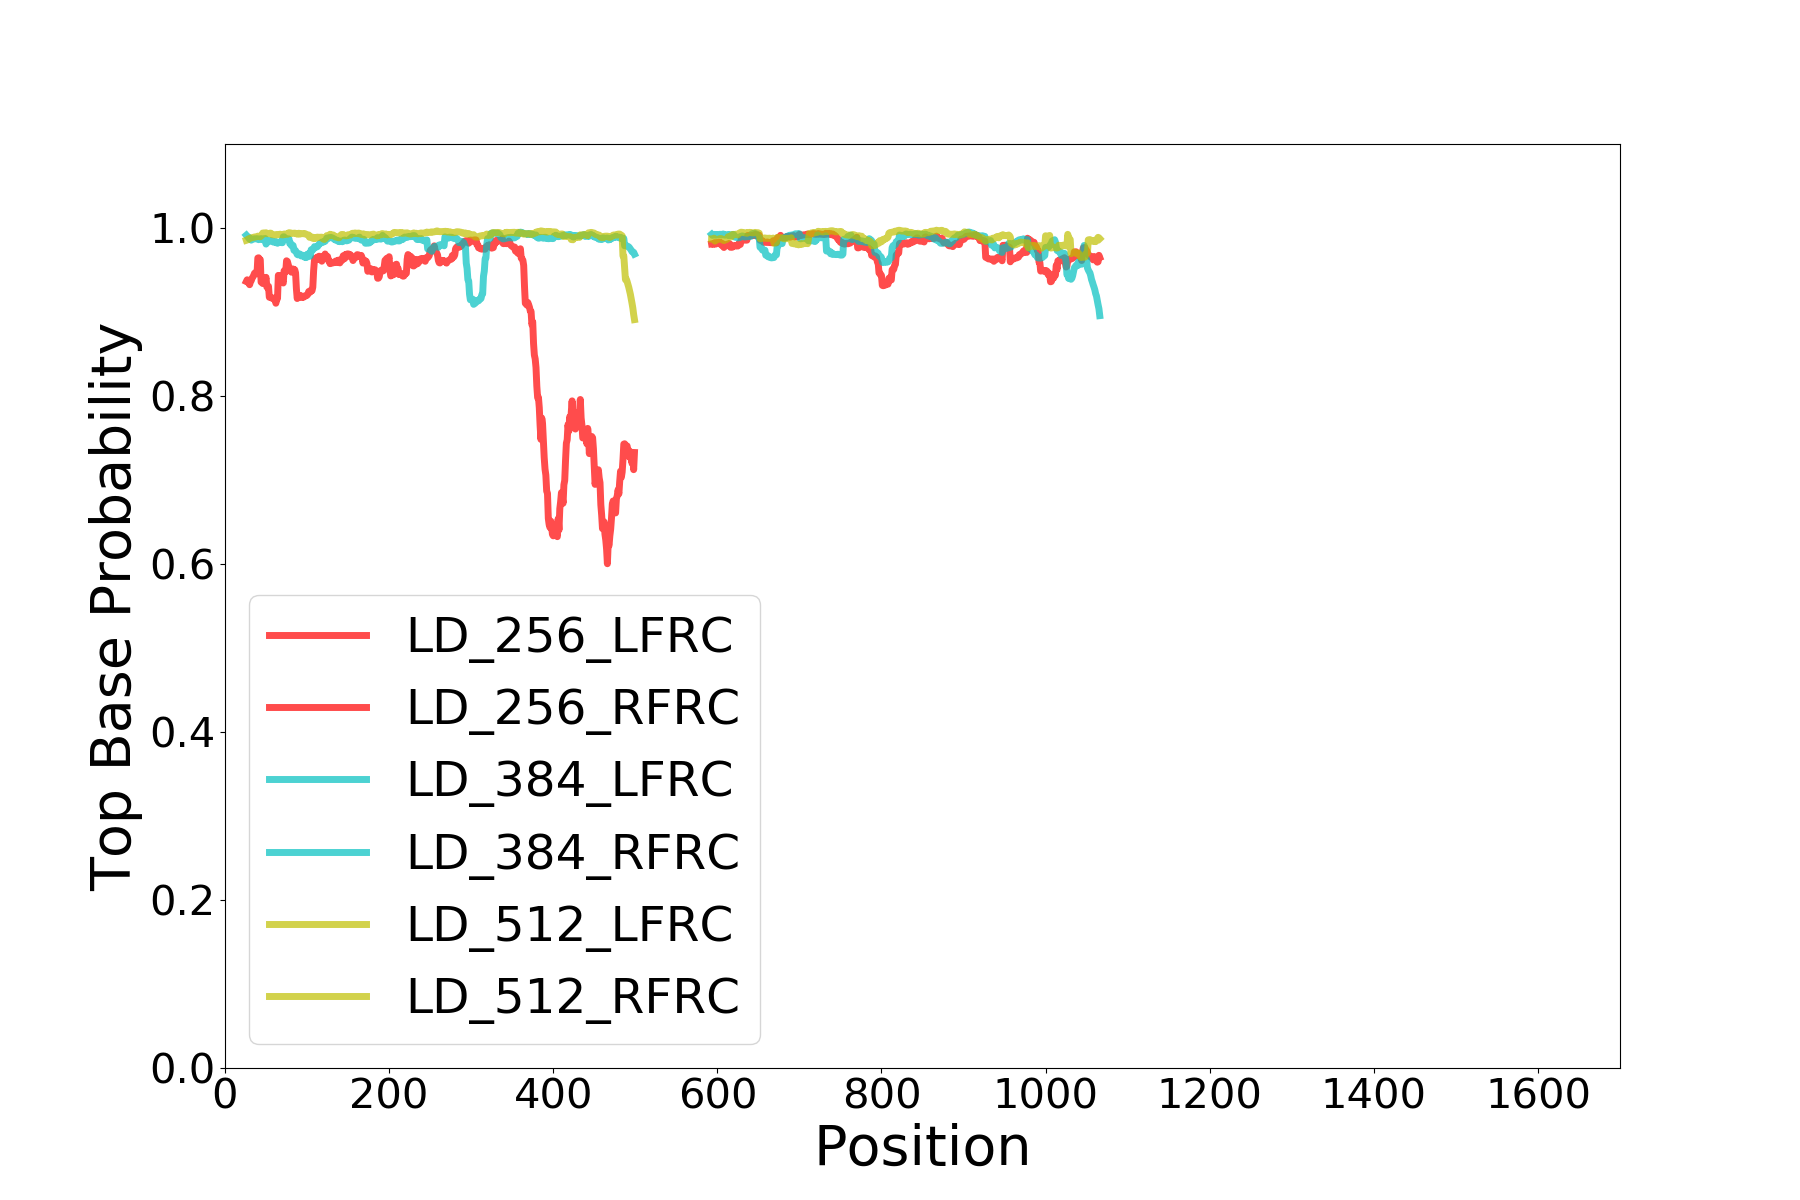 1.0
0.8
0.6
0.4
0.2
0.0
Top Base Probability
LD_256_LFRC
LD_256_RFRC
LD_384_LFRC
LD_384_RFRC
LD_512_LFRC
LD_512_RFRC
0 200 400 600 800 1000 1200 1400 1600
Position